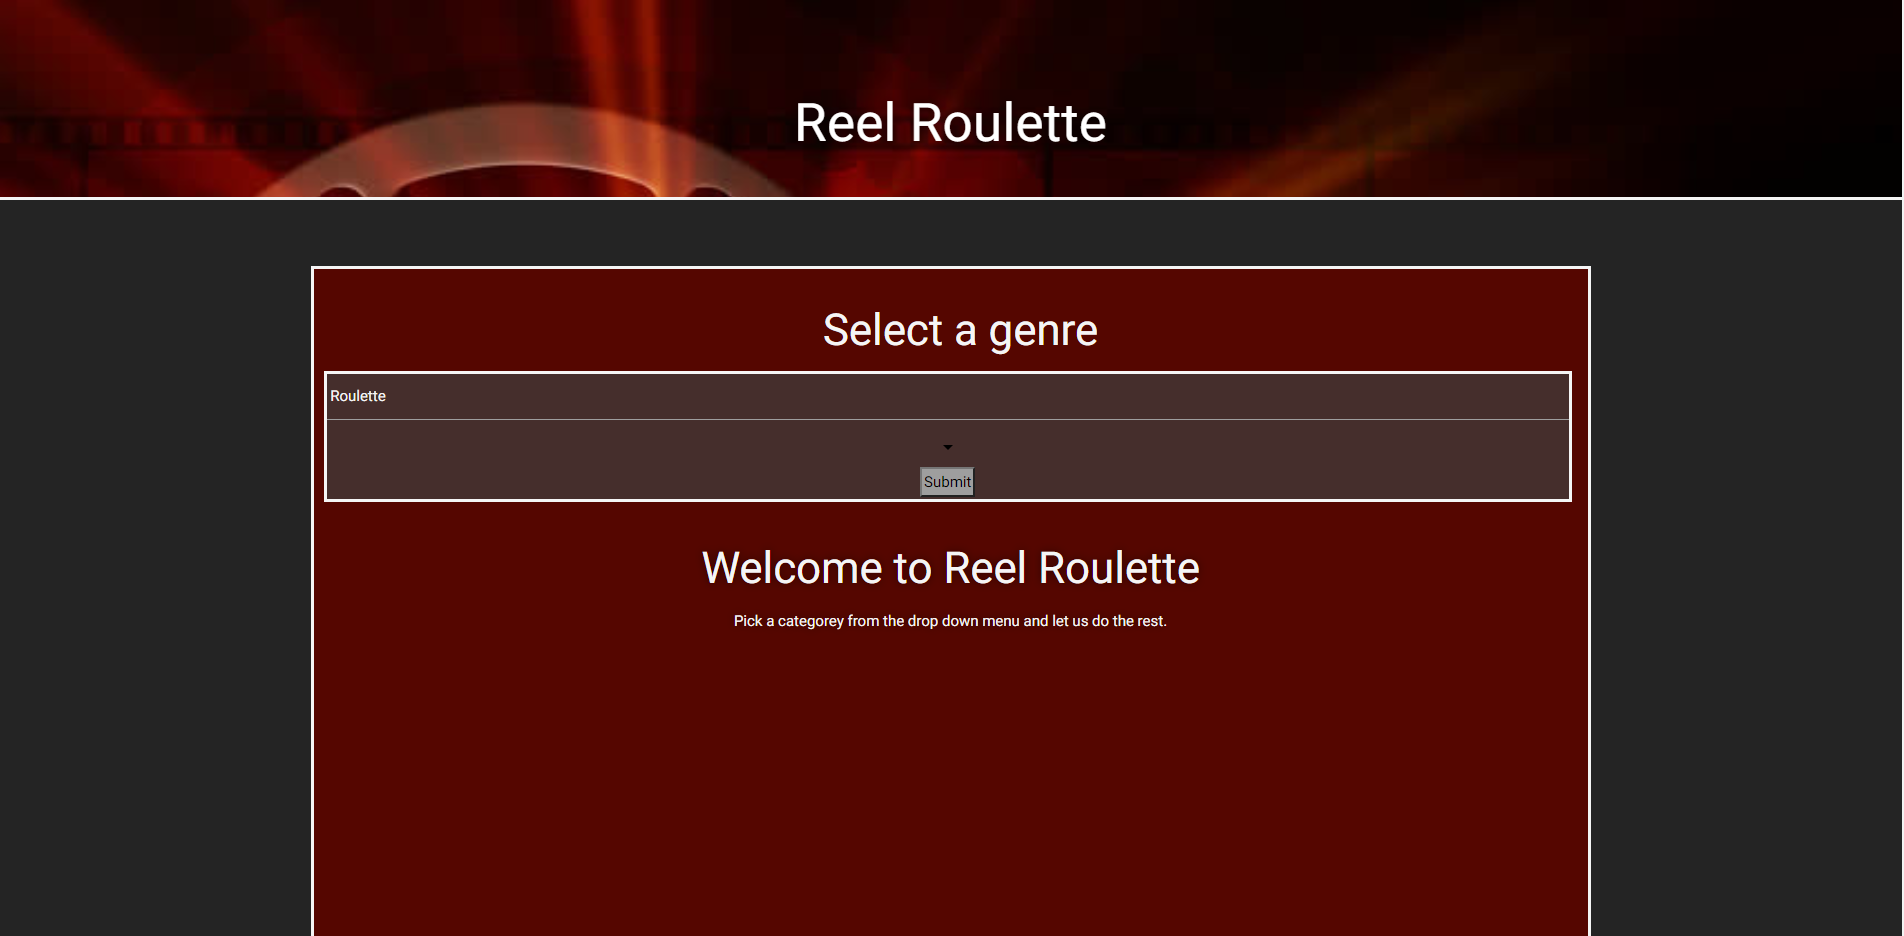 Reel Roulette
Select a genre
Roulette
Submit
Welcome to Reel Roulette
Pick a categorey from the drop down menu and let us do the rest.